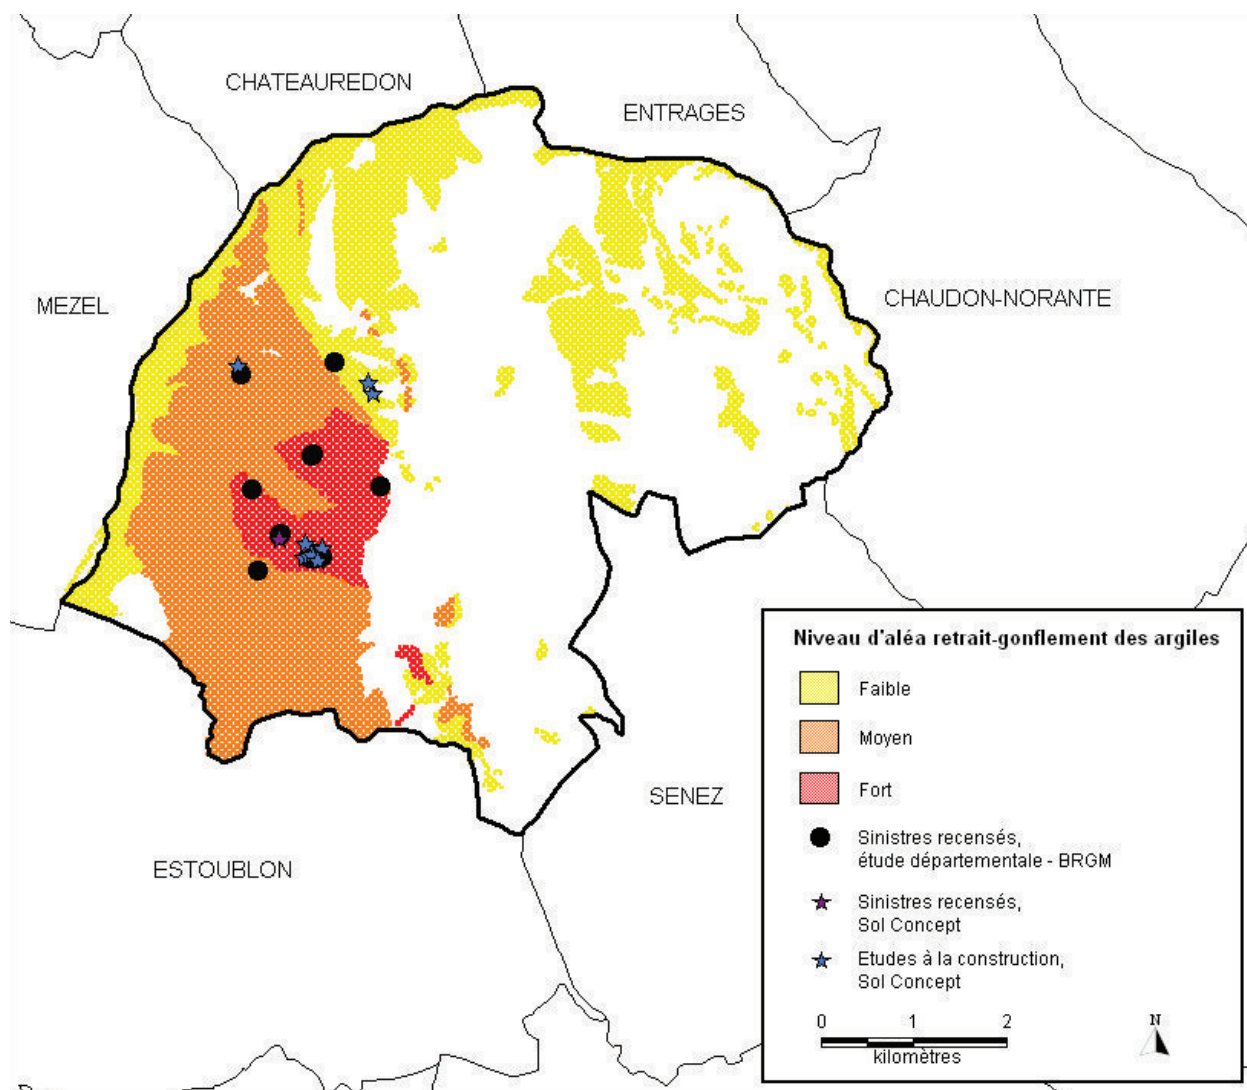 CHATEAUREDON
ENTRAGES
MEZEL
CHAUDON-NORANTE
SENEZ
ESTOUBLON
Niveau d'aléa retrait-gonflement des argiles
Faible
Moyen
Fort
Sinistres recensés,
étude départementale - BRGM
Sinistres recensés,
Sol Concept
Etudes à la construction,
Sol Concept
0 1 2
kilomètres
N